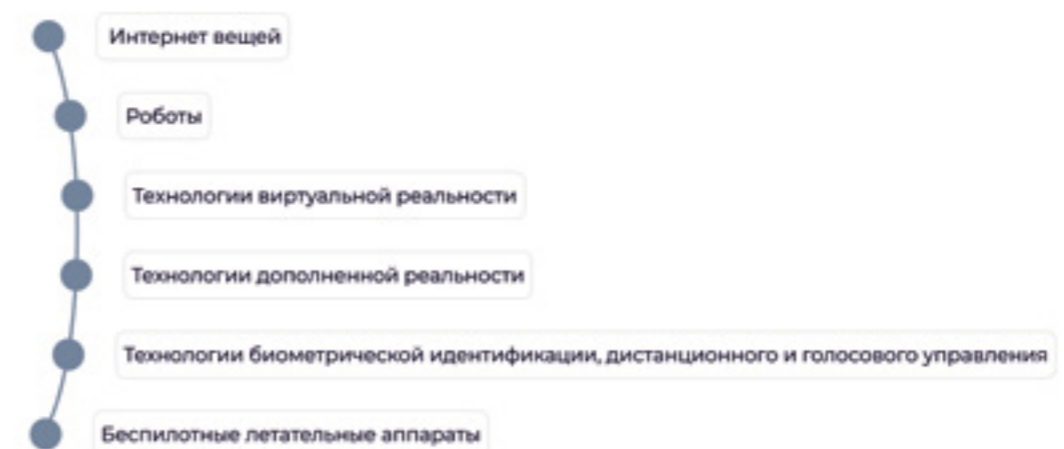 Интернет вещей
Роботы
Технологии виртуальной реальности
Технологии дополненной реальности
Технологии биометрической идентификации, дистанционного и голосового управления
Беспилотные летательные аппараты